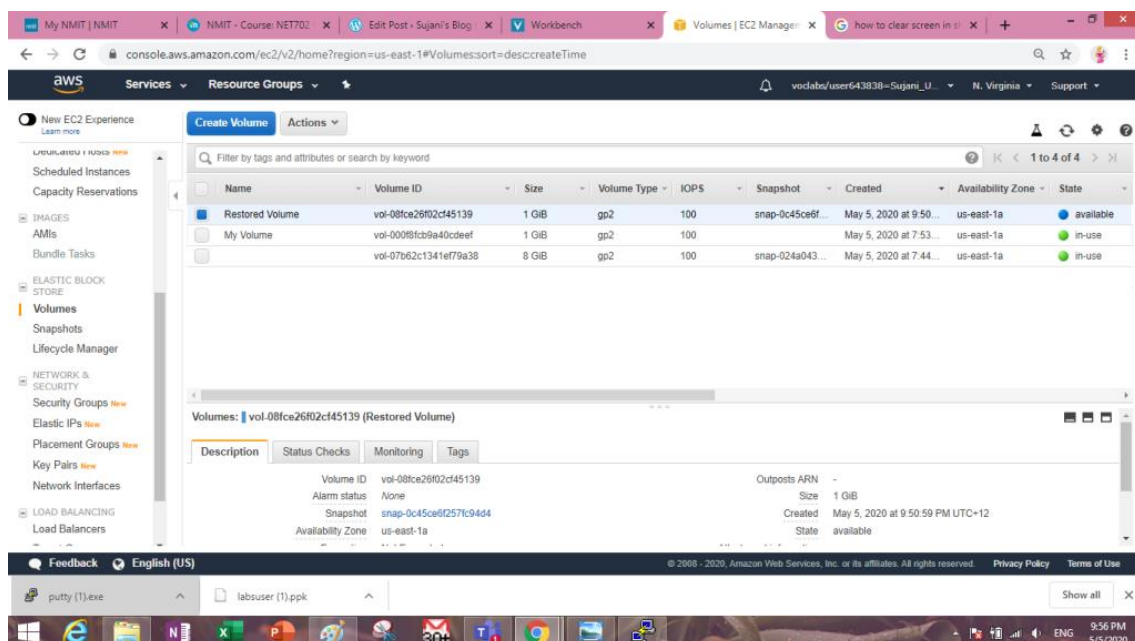 My NMIT | NMIT
NMIT - Course: NET702
Edit Post ‹ Sujani's Blog
Workbench
Volumes | EC2 Manager
how to clear screen in
console.aws.amazon.com/ec2/v2/home?region=us-east-1#Volumes:sort=desc:createTime
aws Services Resource Groups voclabs/user643838=Sujani_U... N. Virginia Support
New EC2 Experience
Learn more
Create Volume Actions
Dedicated Hosts New
Scheduled Instances
Capacity Reservations
IMAGES
AMIs
Bundle Tasks
ELASTIC BLOCK
STORE
Volumes
Snapshots
Lifecycle Manager
NETWORK &
SECURITY
Security Groups New
Elastic IPs New
Placement Groups New
Key Pairs New
Network Interfaces
LOAD BALANCING
Load Balancers
Filter by tags and attributes or search by keyword
1 to 4 of 4
Name Volume ID Size Volume Type IOPS Snapshot Created Availability Zone State
Restored Volume vol-08fce26f02cf45139 1 GiB gp2 100 snap-0c45ce6f... May 5, 2020 at 9:50... us-east-1a available
My Volume vol-000f8fcb9a40cdeef 1 GiB gp2 100 May 5, 2020 at 7:53... us-east-1a in-use
vol-07b62c1341ef79a38 8 GiB gp2 100 snap-024a043... May 5, 2020 at 7:44... us-east-1a in-use
Volumes: vol-08fce26f02cf45139 (Restored Volume)
Description Status Checks Monitoring Tags
Volume ID vol-08fce26f02cf45139 Outposts ARN -
Alarm status None Size 1 GiB
Snapshot snap-0c45ce6f257fc94d4 Created May 5, 2020 at 9:50:59 PM UTC+12
Availability Zone us-east-1a State available
Feedback English (US) © 2008 - 2020, Amazon Web Services, Inc. or its affiliates. All rights reserved. Privacy Policy Terms of Use
putty (1).exe labsuser (1).ppk Show all
30+
ENG
9:56 PM
5/5/2020